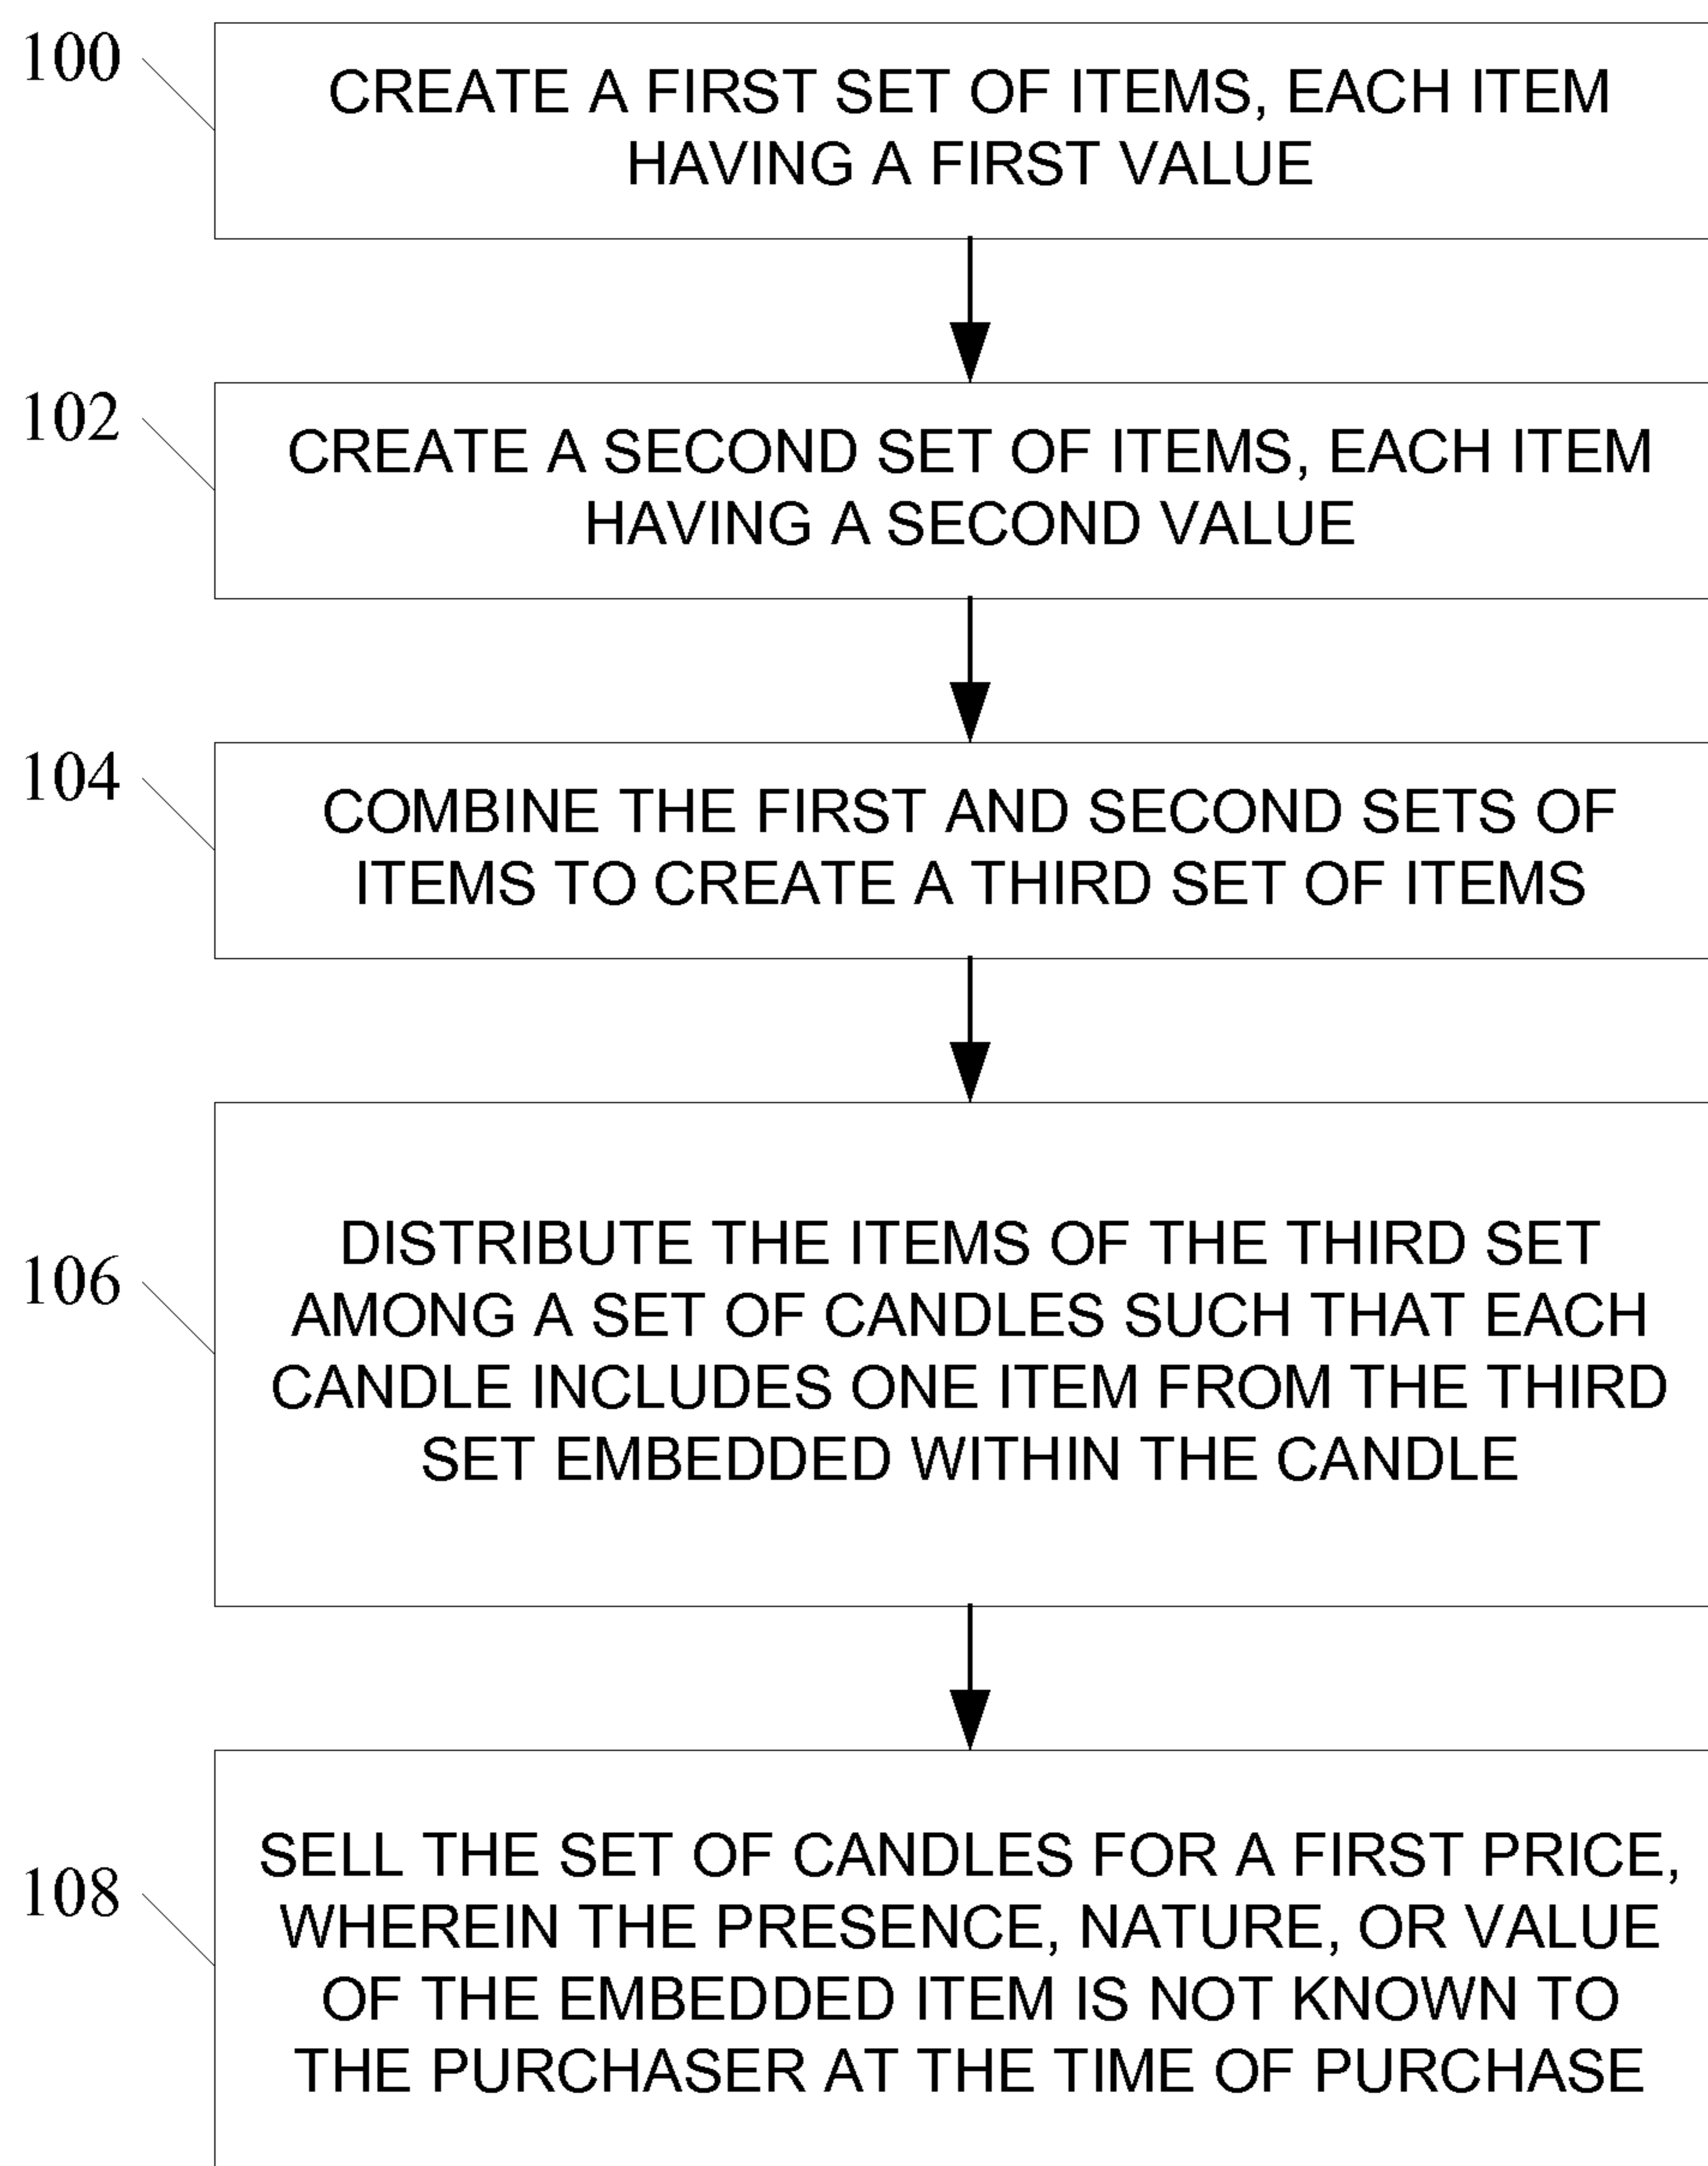 100
CREATE A FIRST SET OF ITEMS, EACH ITEM
HAVING A FIRST VALUE
102
CREATE A SECOND SET OF ITEMS, EACH ITEM
HAVING A SECOND VALUE
104
COMBINE THE FIRST AND SECOND SETS OF
ITEMS TO CREATE A THIRD SET OF ITEMS
106
DISTRIBUTE THE ITEMS OF THE THIRD SET
AMONG A SET OF CANDLES SUCH THAT EACH
CANDLE INCLUDES ONE ITEM FROM THE THIRD
SET EMBEDDED WITHIN THE CANDLE
108
SELL THE SET OF CANDLES FOR A FIRST PRICE,
WHEREIN THE PRESENCE, NATURE, OR VALUE
OF THE EMBEDDED ITEM IS NOT KNOWN TO
THE PURCHASER AT THE TIME OF PURCHASE